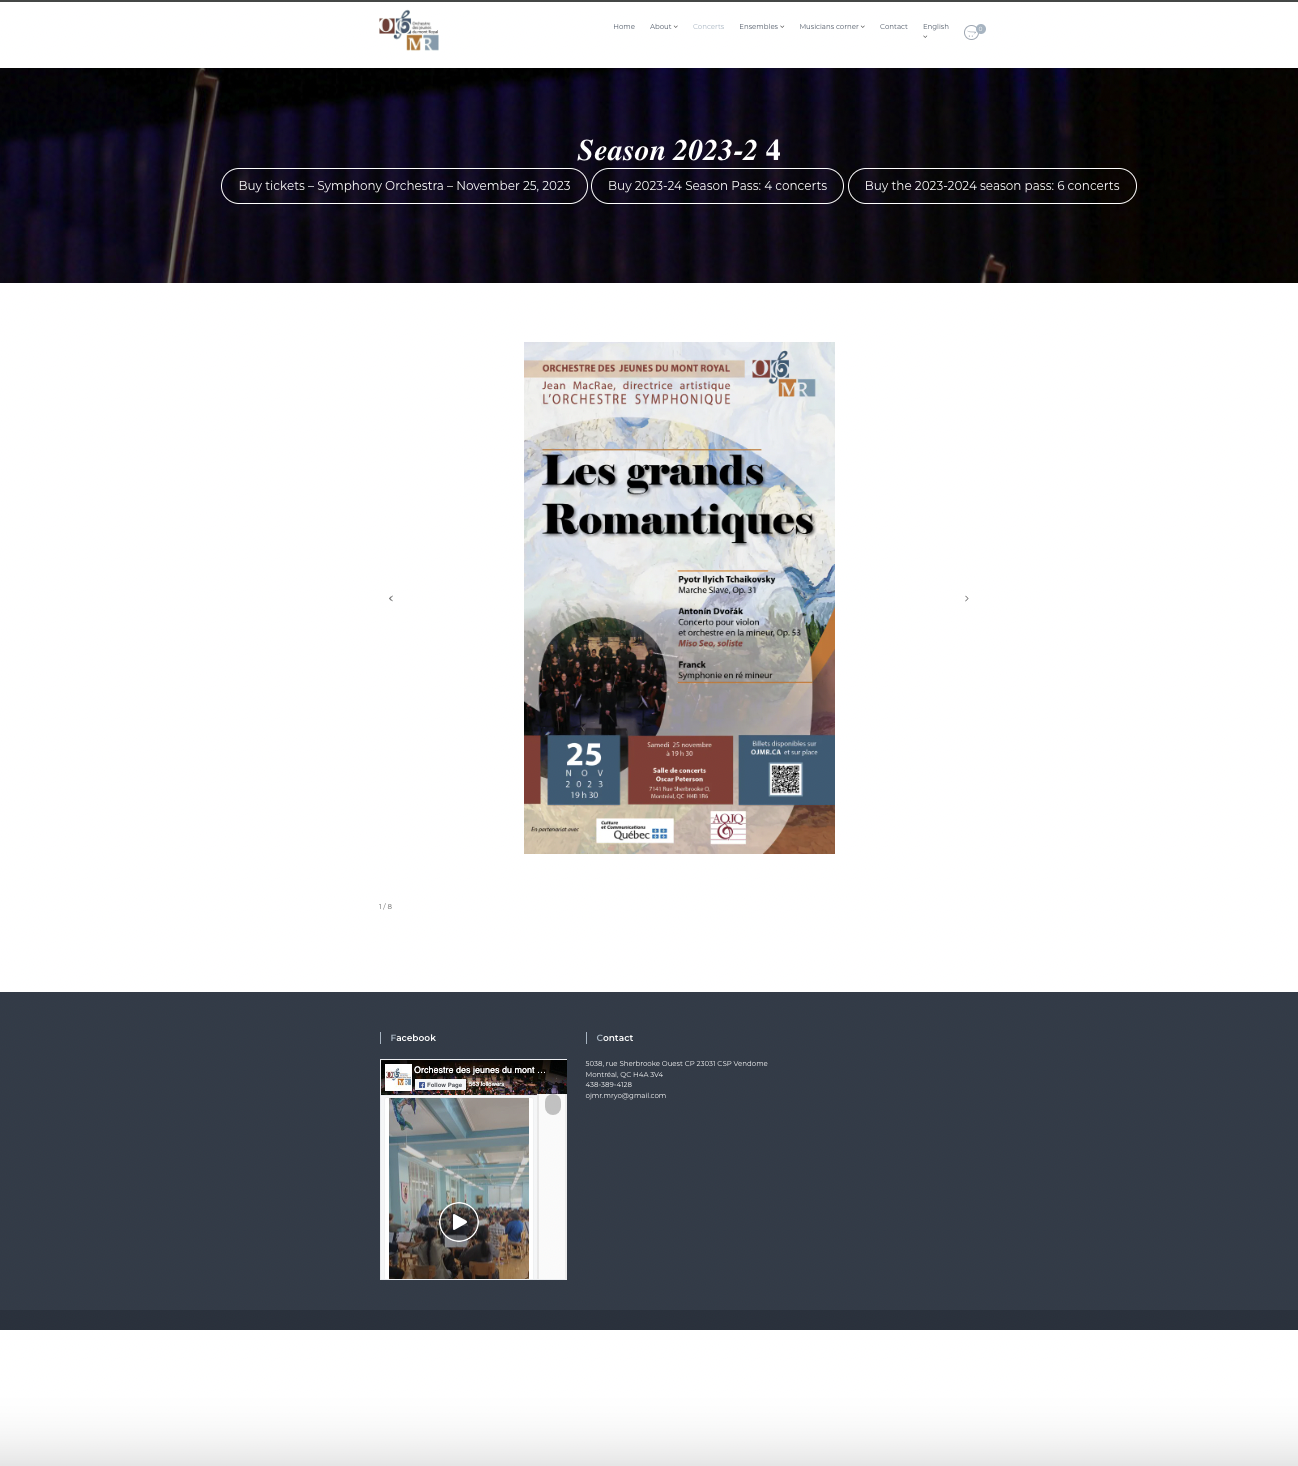 Orchestre
des jeunes
du mont Royal
OJ
MR
Home
About
Concerts
Ensembles
Musicians corner
Contact
English
0
Season 2023-2 4
Buy tickets – Symphony Orchestra – November 25, 2023
Buy 2023-24 Season Pass: 4 concerts
Buy the 2023-2024 season pass: 6 concerts
ORCHESTRE DES JEUNES DU MONT ROYAL
Jean MacRae, directrice artistique
L'ORCHESTRE SYMPHONIQUE
OJ
MR
Les grands
Romantiques
Pyotr Ilyich Tchaikovsky
Marche Slave, Op. 31
Antonín Dvořák
Concerto pour violon
et orchestre en la mineur, Op. 53
Miso Seo, soliste
Franck
Symphonie en ré mineur
25
NOV
2023
19 h 30
Samedi 25 novembre
à 19 h 30
Salle de concerts
Oscar Peterson
7141 Rue Sherbrooke O,
Montréal, QC H4B 1R6
Billets disponibles sur
OJMR.CA et sur place
En partenariat avec
Culture
et Communications
Québec
AOJQ
1 / 8
Facebook
Orchestre des jeunes du mont …
Follow Page
563 followers
Contact
5038, rue Sherbrooke Ouest CP 23031 CSP Vendome
Montréal, QC H4A 3V4
438-389-4128
ojmr.mryo@gmail.com